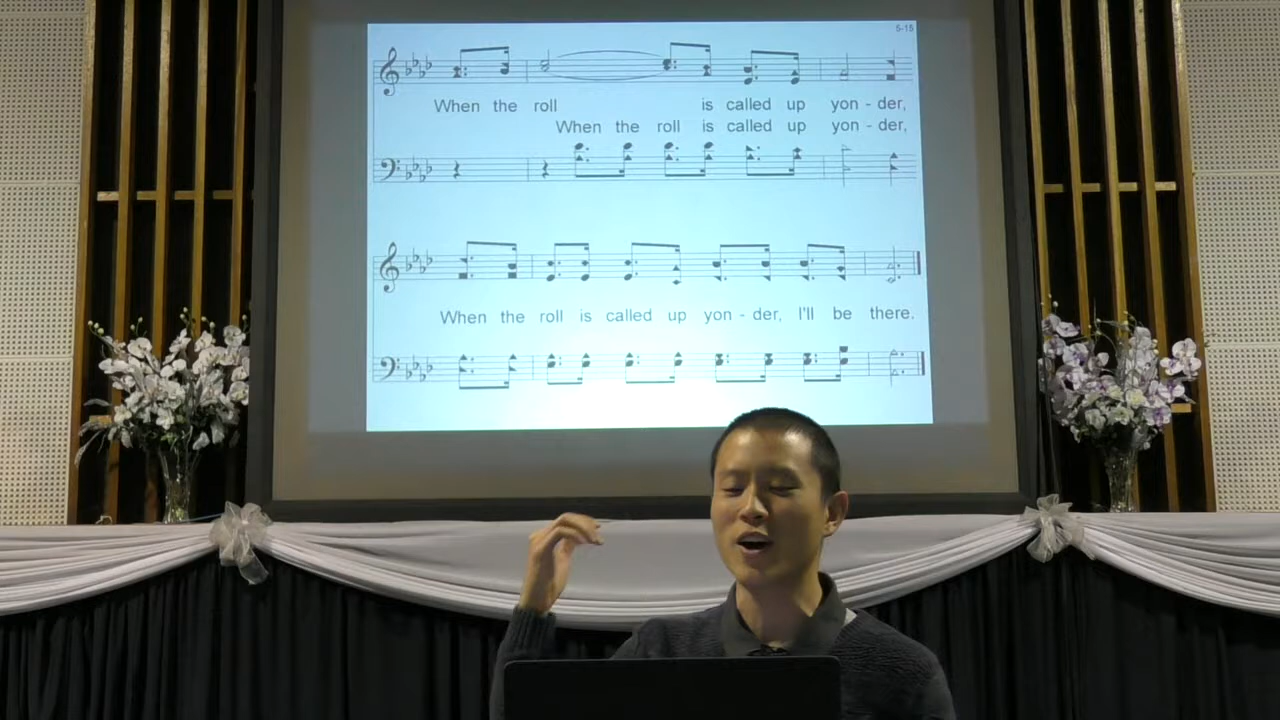 5-15
When the roll is called up yon - der,
When the roll is called up yon - der,
When the roll is called up yon - der, I'll be there.